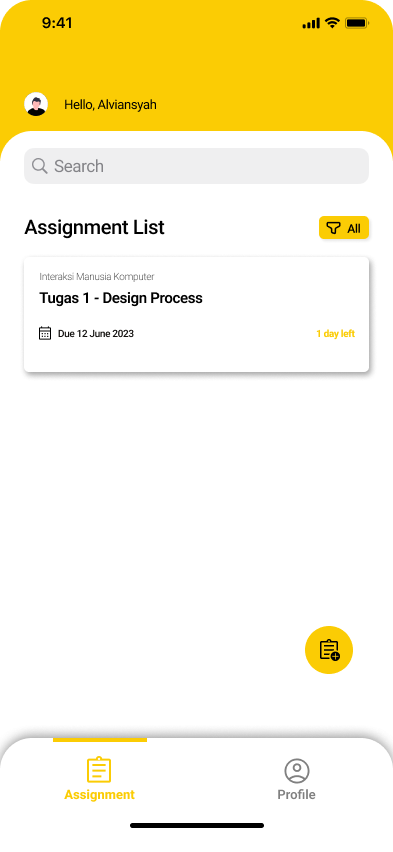 9:41
Hello, Alviansyah
Search
Assignment List
All
Interaksi Manusia Komputer
Tugas 1 - Design Process
Due 12 June 2023
1 day left
Assignment
Profile